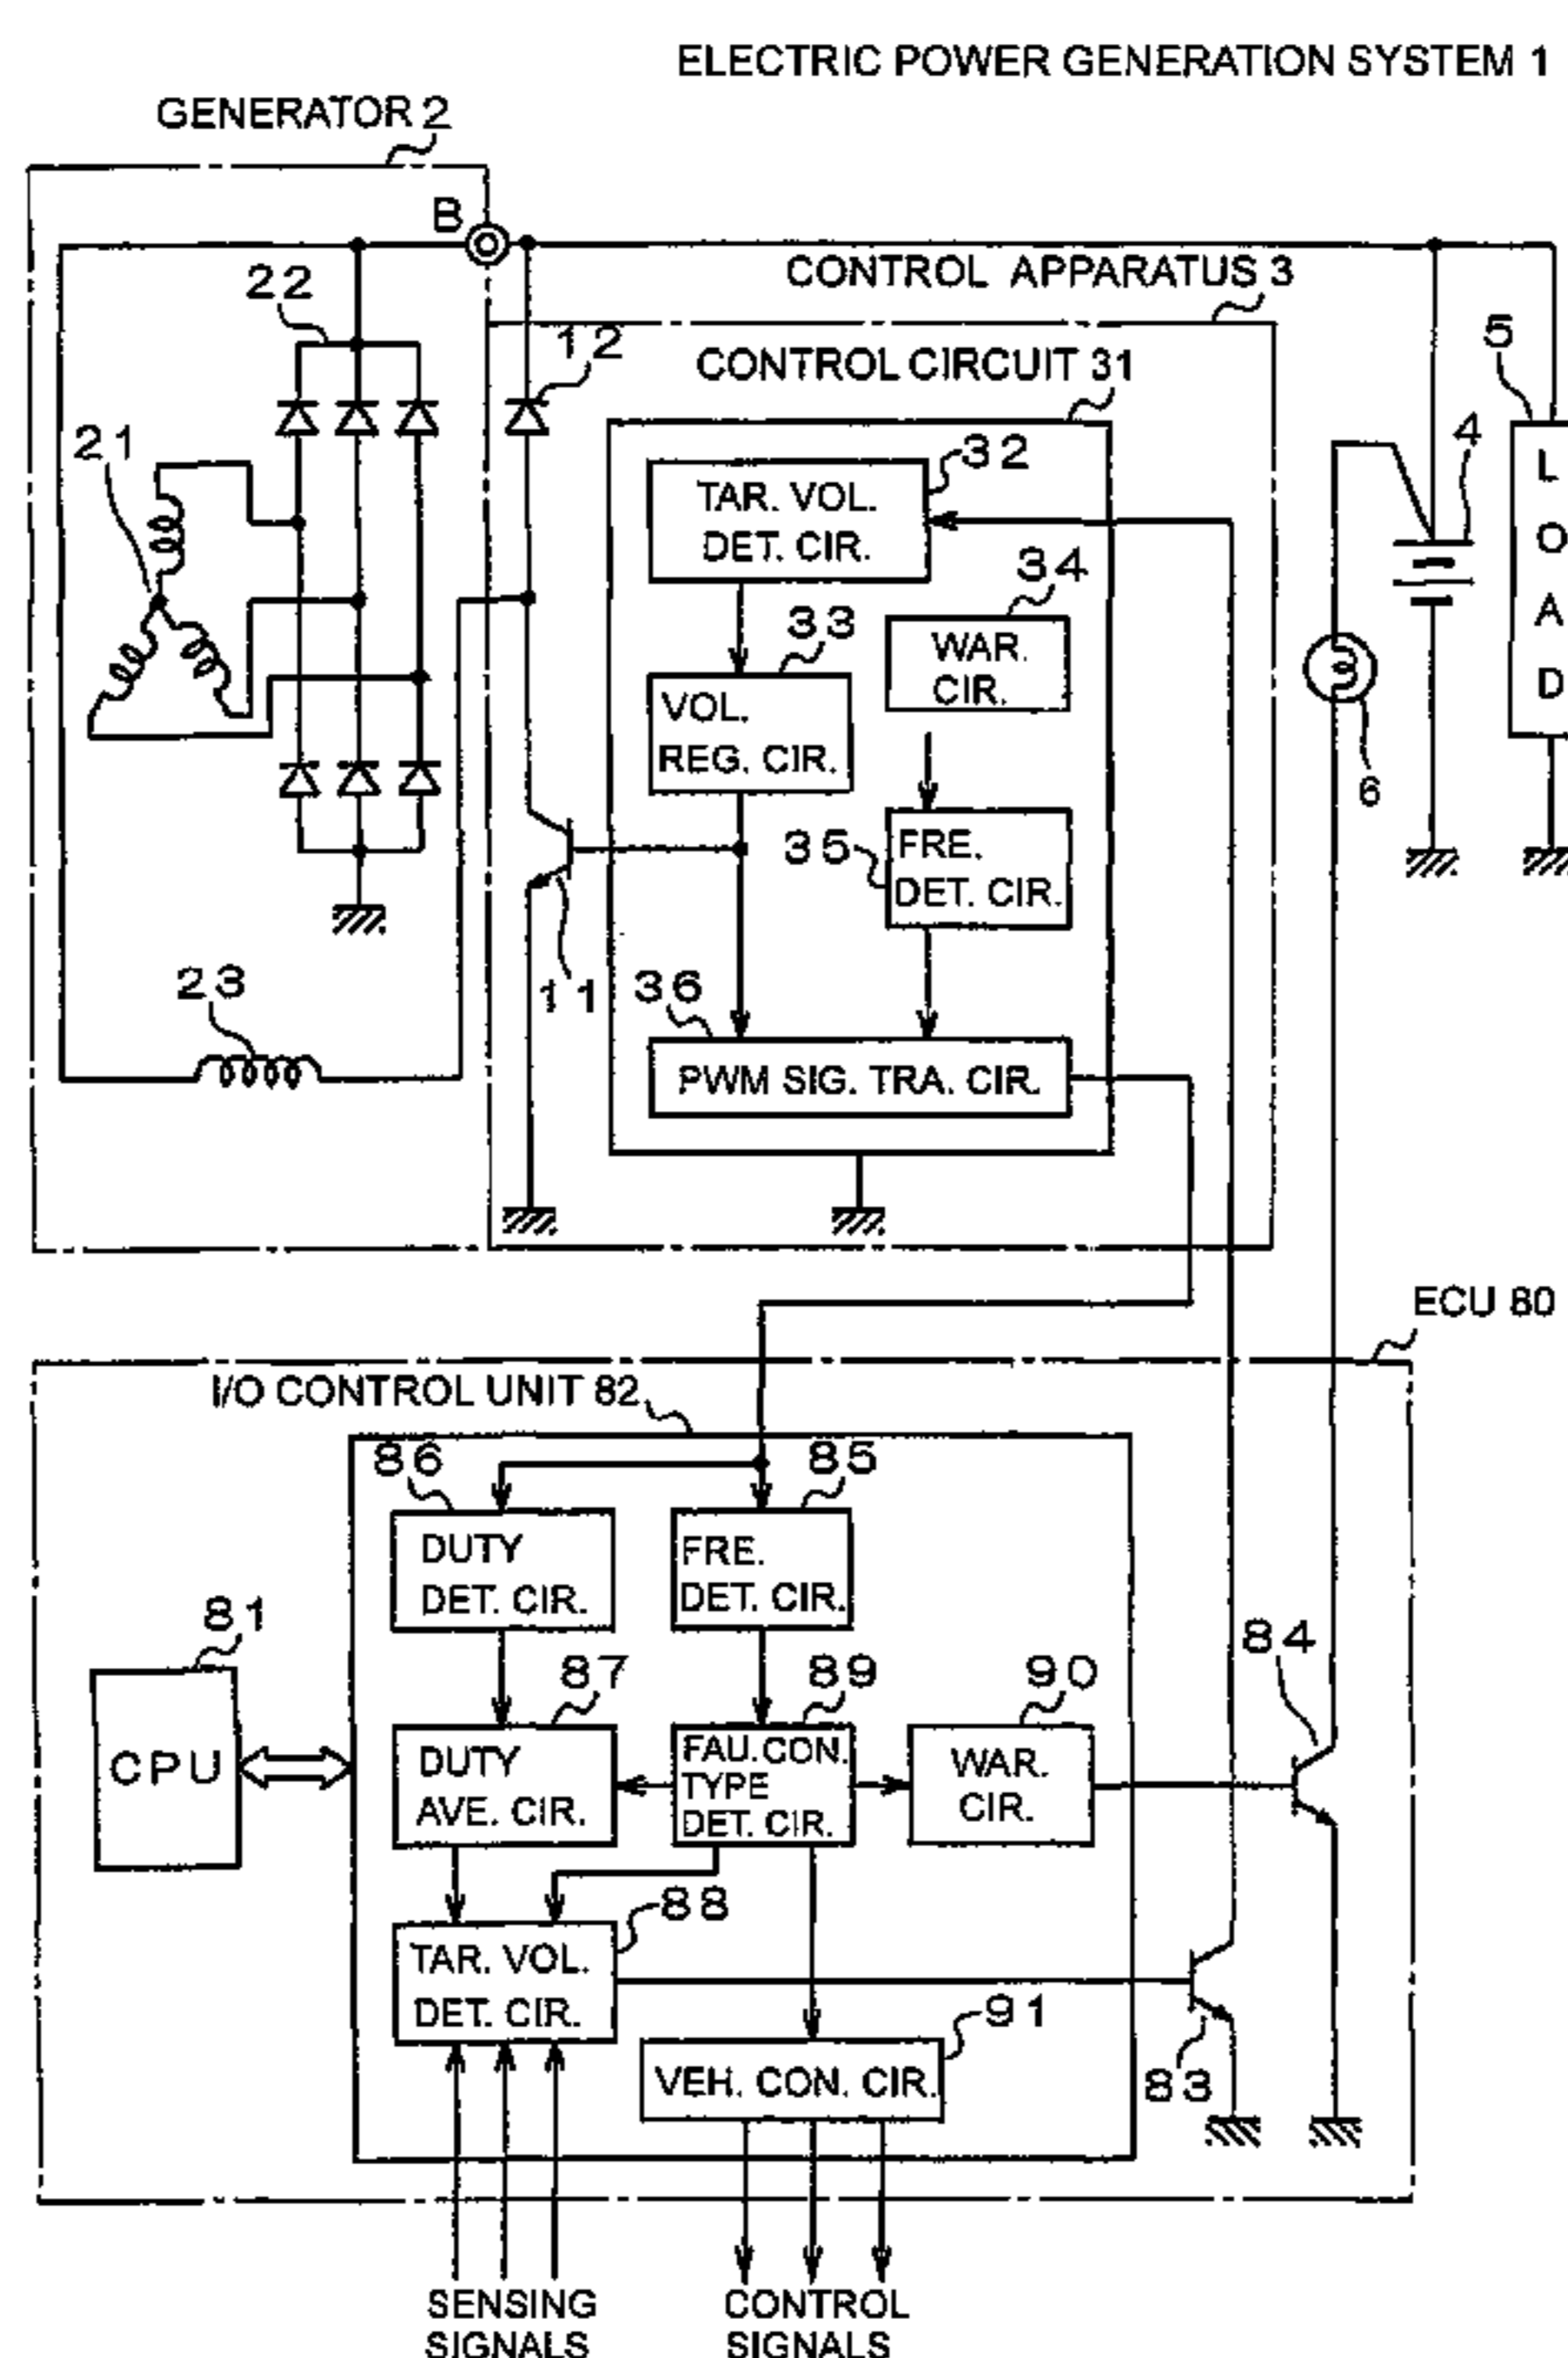 ELECTRIC POWER GENERATION SYSTEM 1
GENERATOR 2
B
CONTROL APPARATUS 3
22
12
CONTROL CIRCUIT 31
5
4
21
32
TAR. VOL.
DET. CIR.
34
33
WAR.
CIR.
VOL.
REG. CIR.
L
O
A
D
6
35
FRE.
DET. CIR.
11
36
23
PWM SIG. TRA. CIR.
ECU 80
I/O CONTROL UNIT 82
86
85
DUTY
DET. CIR.
FRE.
DET. CIR.
81
84
87
89
90
CPU
DUTY
AVE. CIR.
FAU. CON.
TYPE
DET. CIR.
WAR.
CIR.
88
TAR. VOL.
DET. CIR.
91
83
VEH. CON. CIR.
SENSING
SIGNALS
CONTROL
SIGNALS